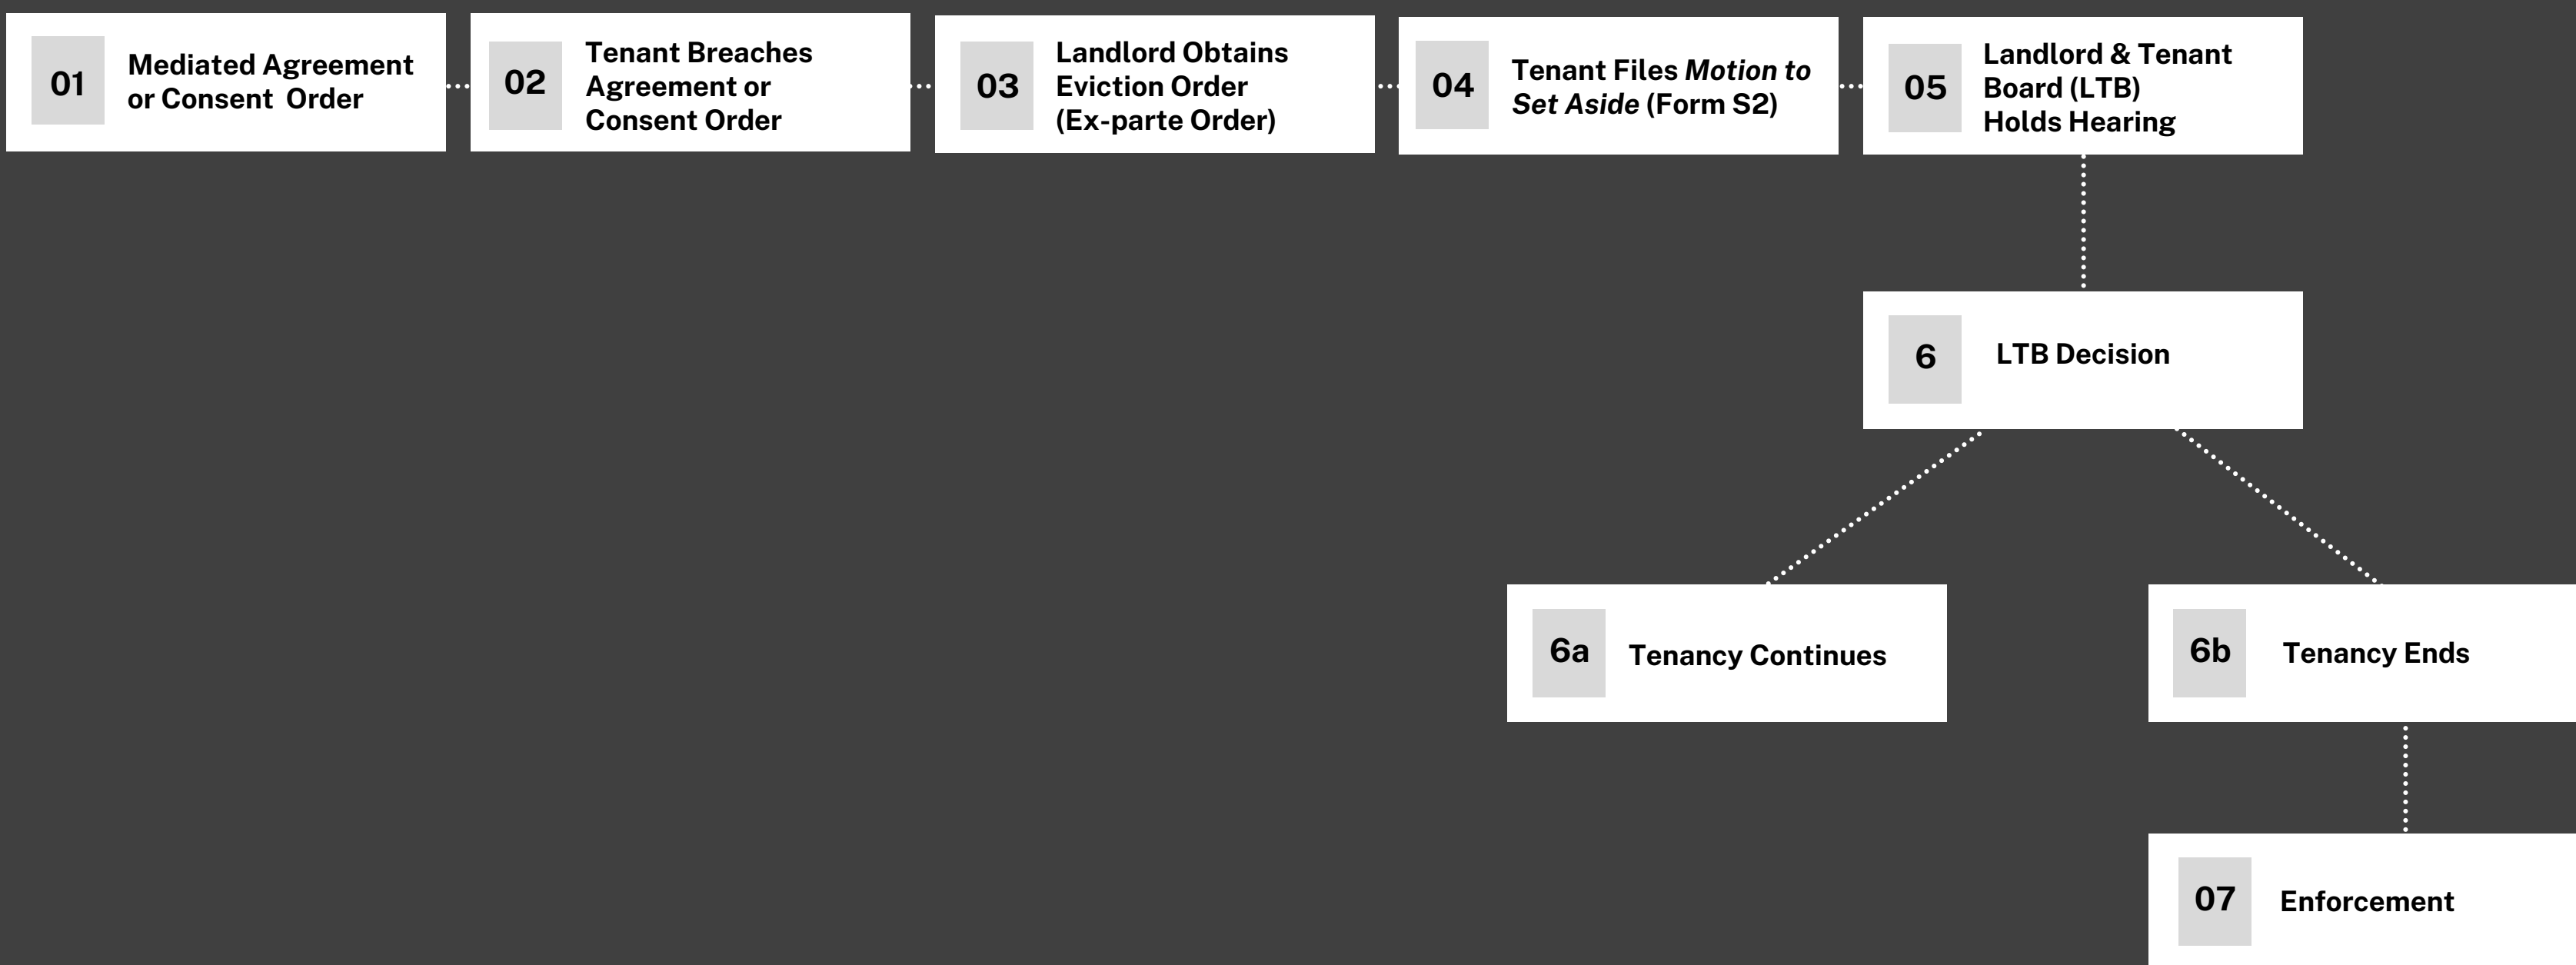 01
Mediated Agreement
or Consent  Order
02
Tenant Breaches
Agreement or
Consent Order
03
Landlord Obtains
Eviction Order
(Ex-parte Order)
04
Tenant Files Motion to
Set Aside (Form S2)
05
Landlord & Tenant
Board (LTB)
Holds Hearing
6
LTB Decision
6a
Tenancy Continues
6b
Tenancy Ends
07
Enforcement